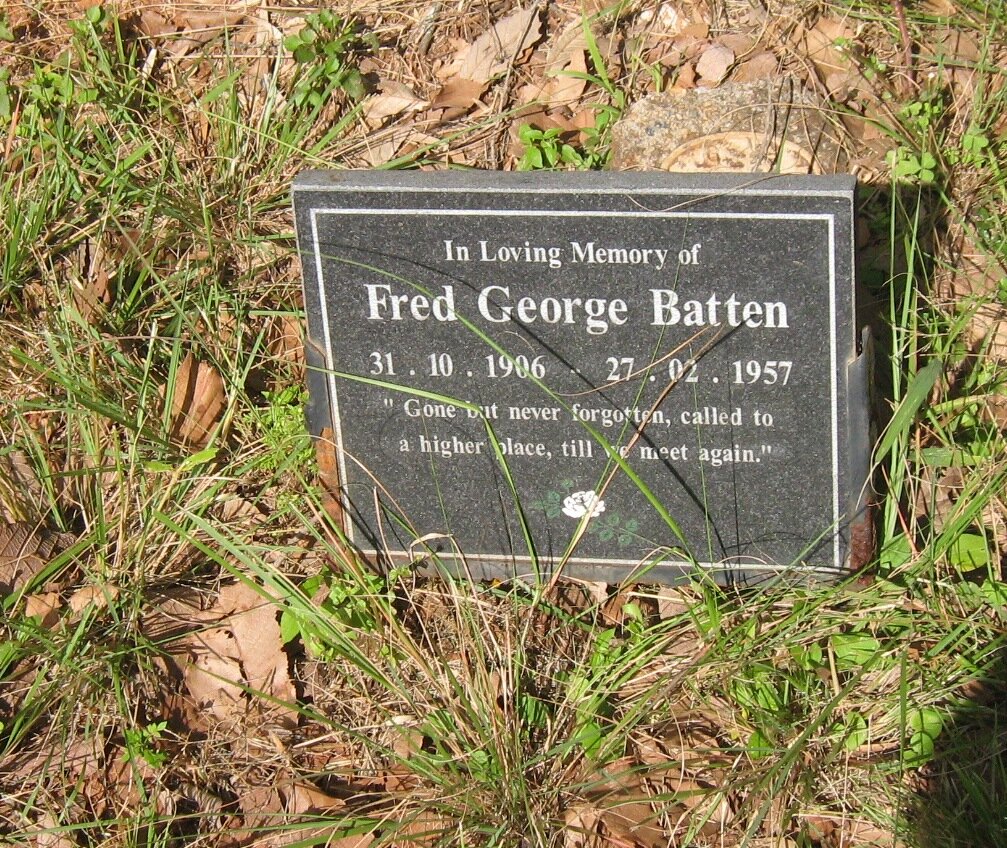 In Loving Memory of
Fred George Batten
31 . 10 . 1906 . 27 . 02 . 1957
" Gone but never forgotten, called to
a higher place, till we meet again."